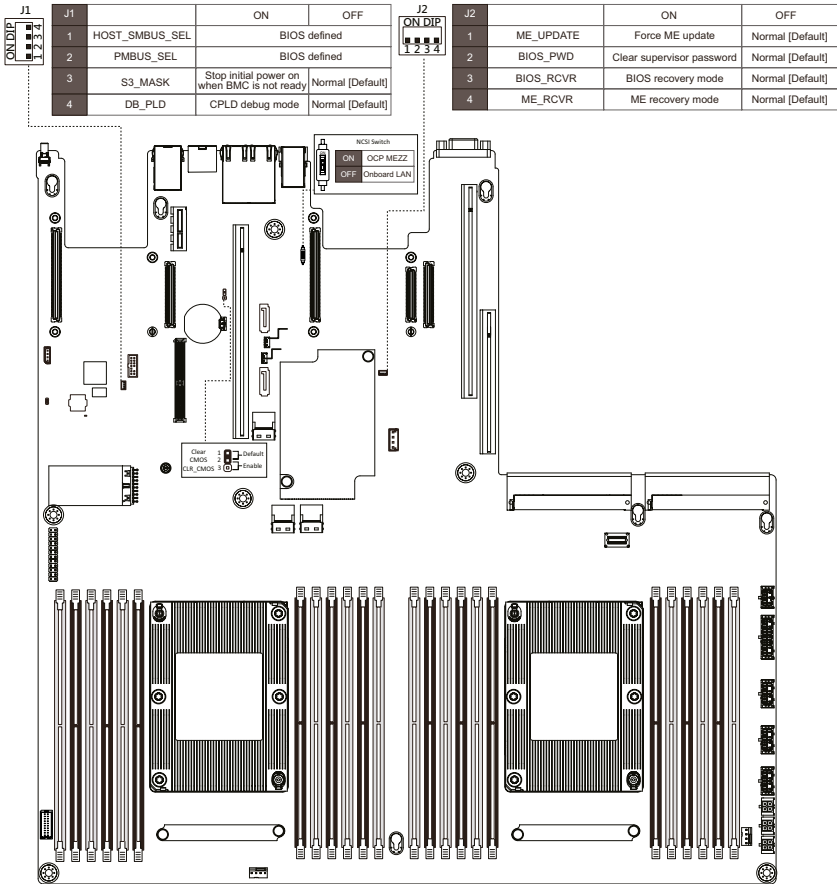 J1
ON DIP
1 2 3 4
J1 ON OFF
1 HOST_SMBUS_SEL BIOS defined
2 PMBUS_SEL BIOS defined
3 S3_MASK Stop initial power on when BMC is not ready Normal [Default]
4 DB_PLD CPLD debug mode Normal [Default]
J2
ON DIP
1 2 3 4
J2 ON OFF
1 ME_UPDATE Force ME update Normal [Default]
2 BIOS_PWD Clear supervisor password Normal [Default]
3 BIOS_RCVR BIOS recovery mode Normal [Default]
4 ME_RCVR ME recovery mode Normal [Default]
NCSI Switch
ON OCP MEZZ
OFF Onboard LAN
Clear 1 Default
CMOS 2
CLR_CMOS 3 Enable